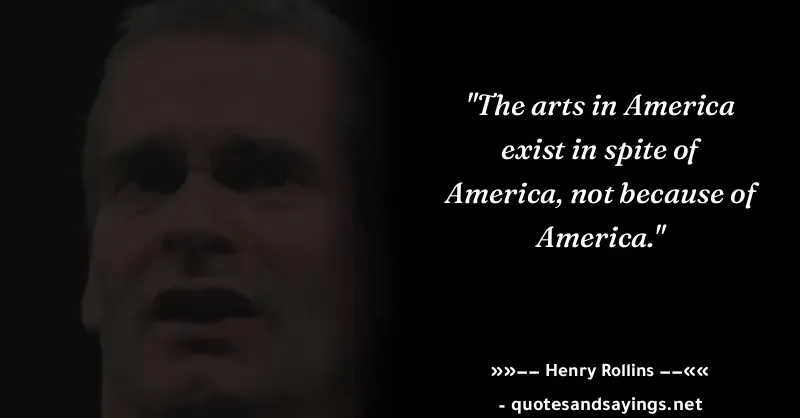 "The arts in America
exist in spite of
America, not because of
America."
»»–– Henry Rollins ––««
- quotesandsayings.net